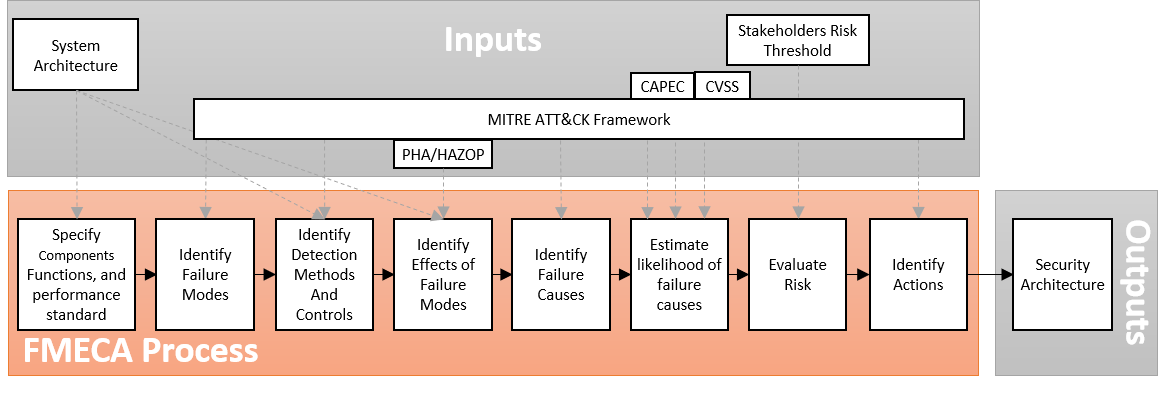 System
Architecture
Inputs
Stakeholders Risk
Threshold
CAPEC
CVSS
MITRE ATT&CK Framework
PHA/HAZOP
Specify
Components
Functions, and
performance
standard
Identify
Failure
Modes
Identify
Detection
Methods
And
Controls
Identify
Effects of
Failure
Modes
Identify
Failure
Causes
Estimate
likelihood of
failure
causes
Evaluate
Risk
Identify
Actions
Security
Architecture
Outputs
FMECA Process